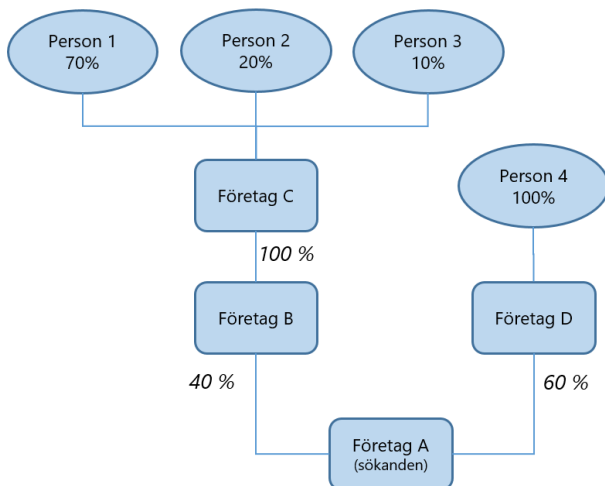 Person 1
70%
Person 2
20%
Person 3
10%
Företag C
Person 4
100%
100 %
Företag B
Företag D
40 %
60 %
Företag A
(sökanden)